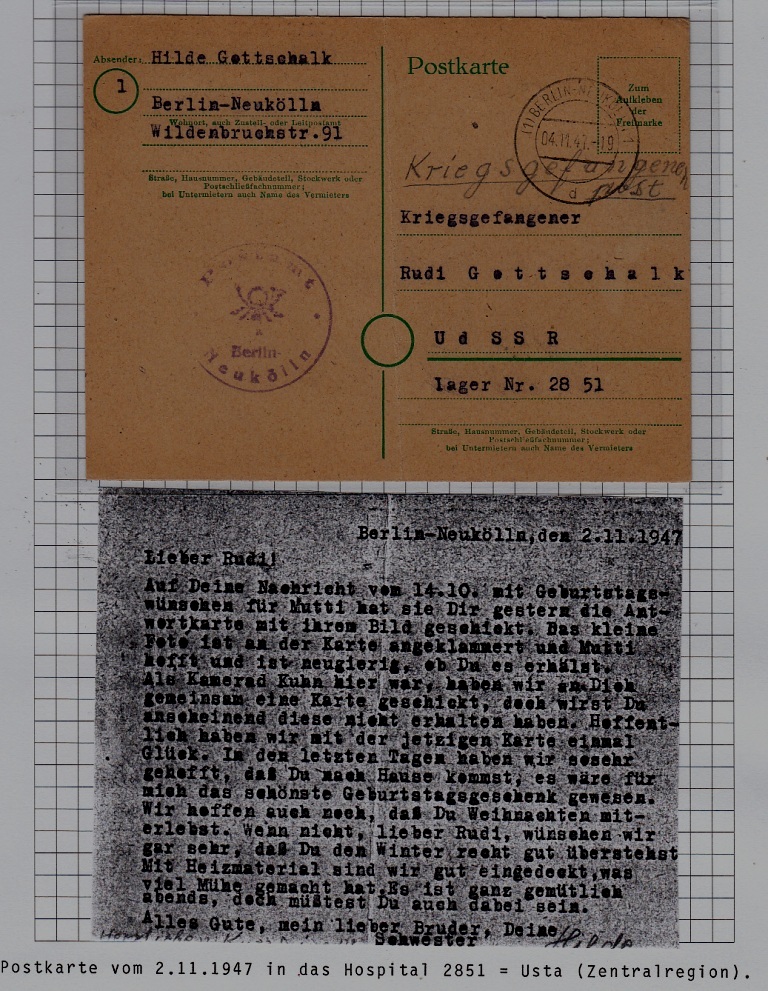 Absender: Hilde Gottschalk
1
Berlin-Neukölln
Wohnort, auch Zustell- oder Leitpostamt
Wildenbruchstr.91
Straße, Hausnummer, Gebäudeteil, Stockwerk oder
Postschließfachnummer;
bei Untermietern auch Name des Vermieters
Postamt
Berlin-
Neukölln
Postkarte
Zum
Aufkleben
der
Freimarke
(1) BERLIN-NEUKÖLLN 1
04.11.47.-19
d
Kriegsgefangenen
post
Kriegsgefangener
Rudi Gottschalk
UdSSR
lager Nr. 28 51
Straße, Hausnummer, Gebäudeteil, Stockwerk oder
Postschließfachnummer;
bei Untermietern auch Name des Vermieters
Berlin-Neukölln,den 2.11.1947
Lieber Rudi!
Auf Deine Nachricht vom 14.10. mit Geburtstags-
wünschen für Mutti hat sie Dir gestern die Ant-
wortkarte mit ihrem Bild geschickt. Das kleine
Foto ist an der Karte angeklammert und Mutti
hofft und ist neugierig, ob Du es erhälst.
Als Kamerad Kuhn hier war, haben wir an Dich
gemeinsam eine Karte geschickt, doch wirst Du
anscheinend diese nicht erhalten haben. Hoffent-
lich haben wir mit der jetzigen Karte einmal
Glück. In den letzten Tagen haben wir sosehr
gehofft, daß Du nach Hause kommst, es wäre für
mich das schönste Geburtstagsgeschenk gewesen.
Wir hoffen auch noch, daß Du Weihnachten mit-
erlebst. Wenn nicht, lieber Rudi, wünschen wir
gar sehr, daß Du den Winter recht gut überstehst
Mit Heizmaterial sind wir gut eingedeckt,was
viel Mühe gemacht hat.Es ist ganz gemütlich
abends, doch müßtest Du auch dabei sein.
Alles Gute, mein lieber Bruder, Deine
Schwester Hilde
Postkarte vom 2.11.1947 in das Hospital 2851 = Usta (Zentralregion).